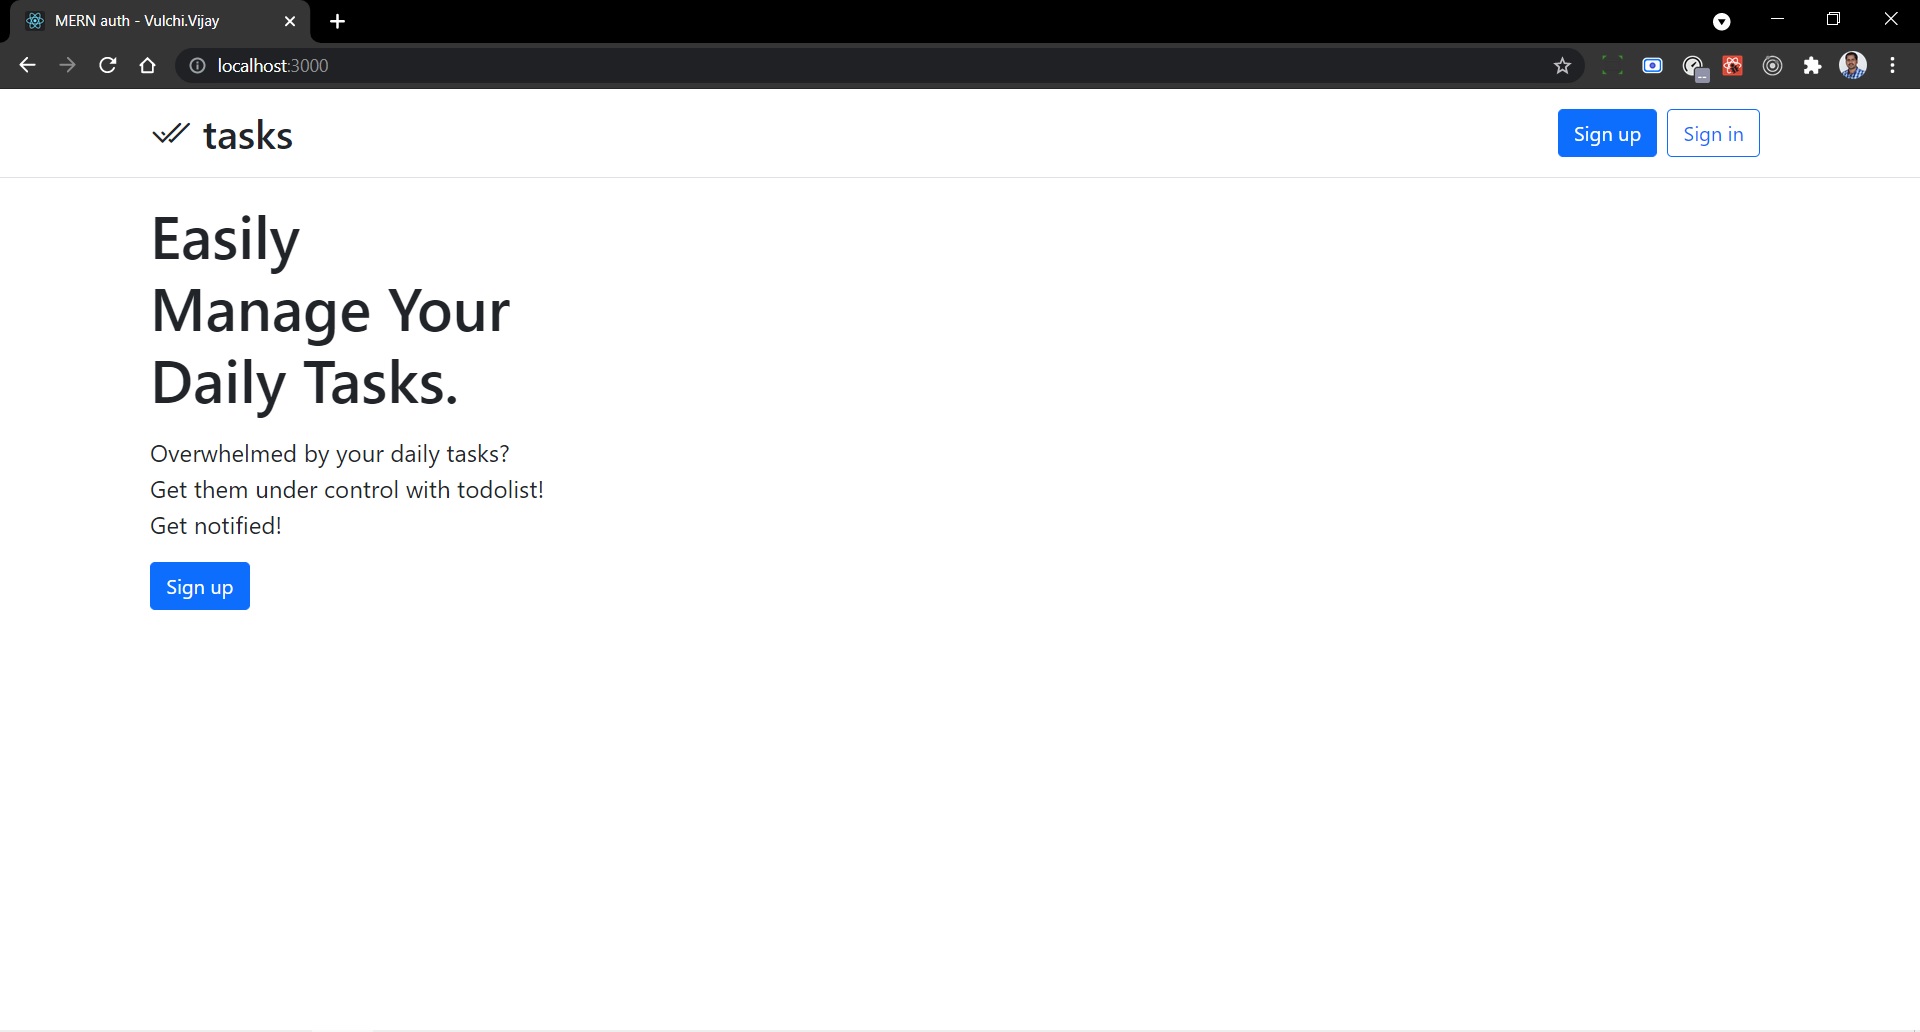 MERN auth - Vulchi.Vijay
localhost:3000
tasks
Sign up
Sign in
Easily
Manage Your
Daily Tasks.
Overwhelmed by your daily tasks?
Get them under control with todolist!
Get notified!
Sign up